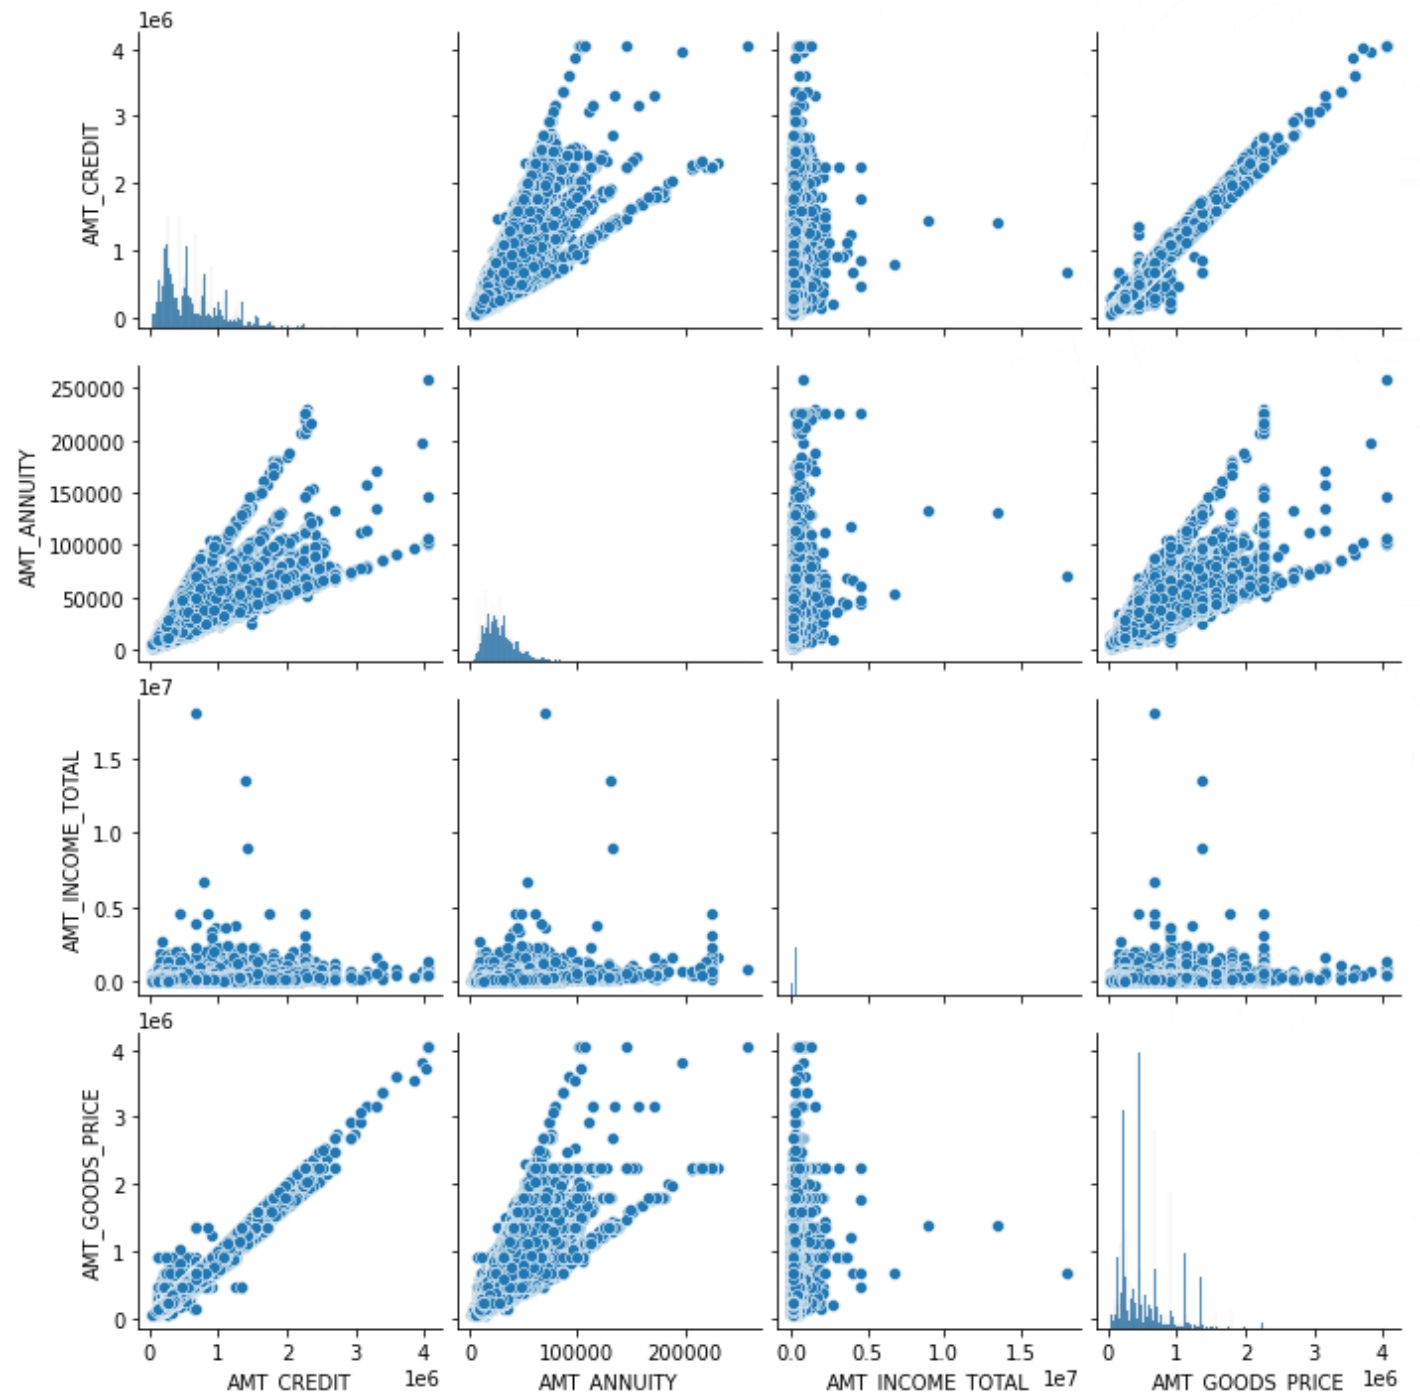 1e6
4
3
2
1
0
AMT_CREDIT
250000
200000
150000
100000
50000
0
AMT_ANNUITY
1e7
1.5
1.0
0.5
0.0
AMT_INCOME_TOTAL
1e6
4
3
2
1
0
AMT_GOODS_PRICE
0 1 2 3 4
1e6
AMT_CREDIT
0 100000 200000
AMT_ANNUITY
0.0 0.5 1.0 1.5
1e7
AMT_INCOME_TOTAL
0 1 2 3 4
1e6
AMT_GOODS_PRICE